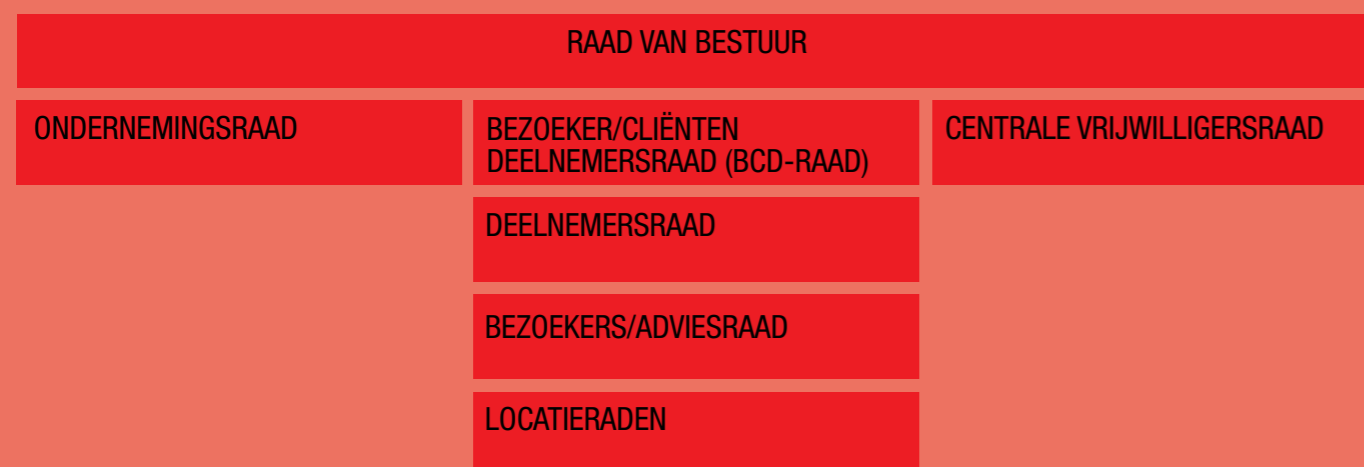 RAAD VAN BESTUUR
ONDERNEMINGSRAAD
BEZOEKER/CLIËNTEN
DEELNEMERSRAAD (BCD-RAAD)
CENTRALE VRIJWILLIGERSRAAD
DEELNEMERSRAAD
BEZOEKERS/ADVIESRAAD
LOCATIERADEN